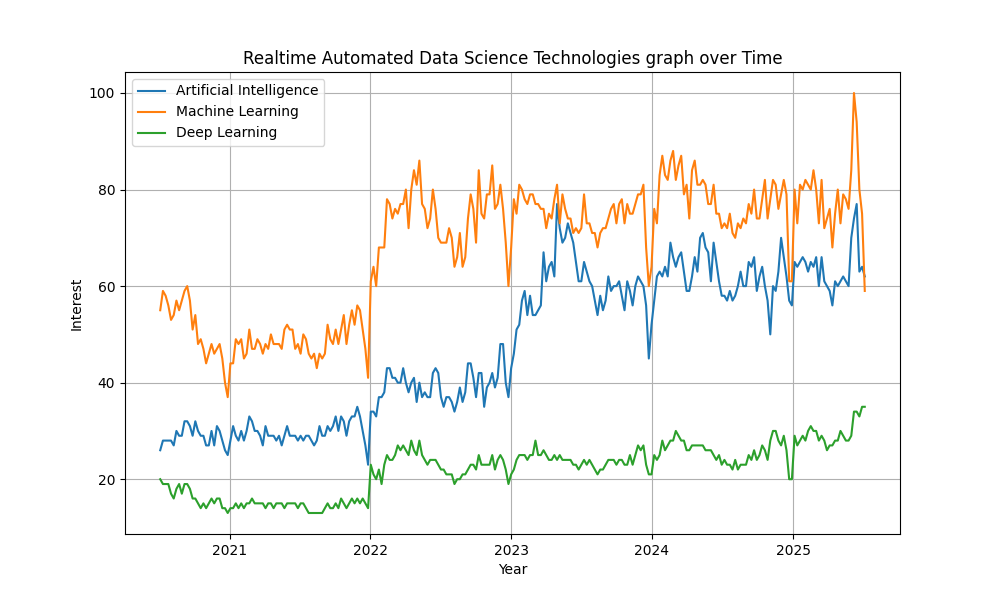 Realtime Automated Data Science Technologies graph over Time
Artificial Intelligence
Machine Learning
Deep Learning
100
80
60
40
20
Interest
2021 2022 2023 2024 2025
Year